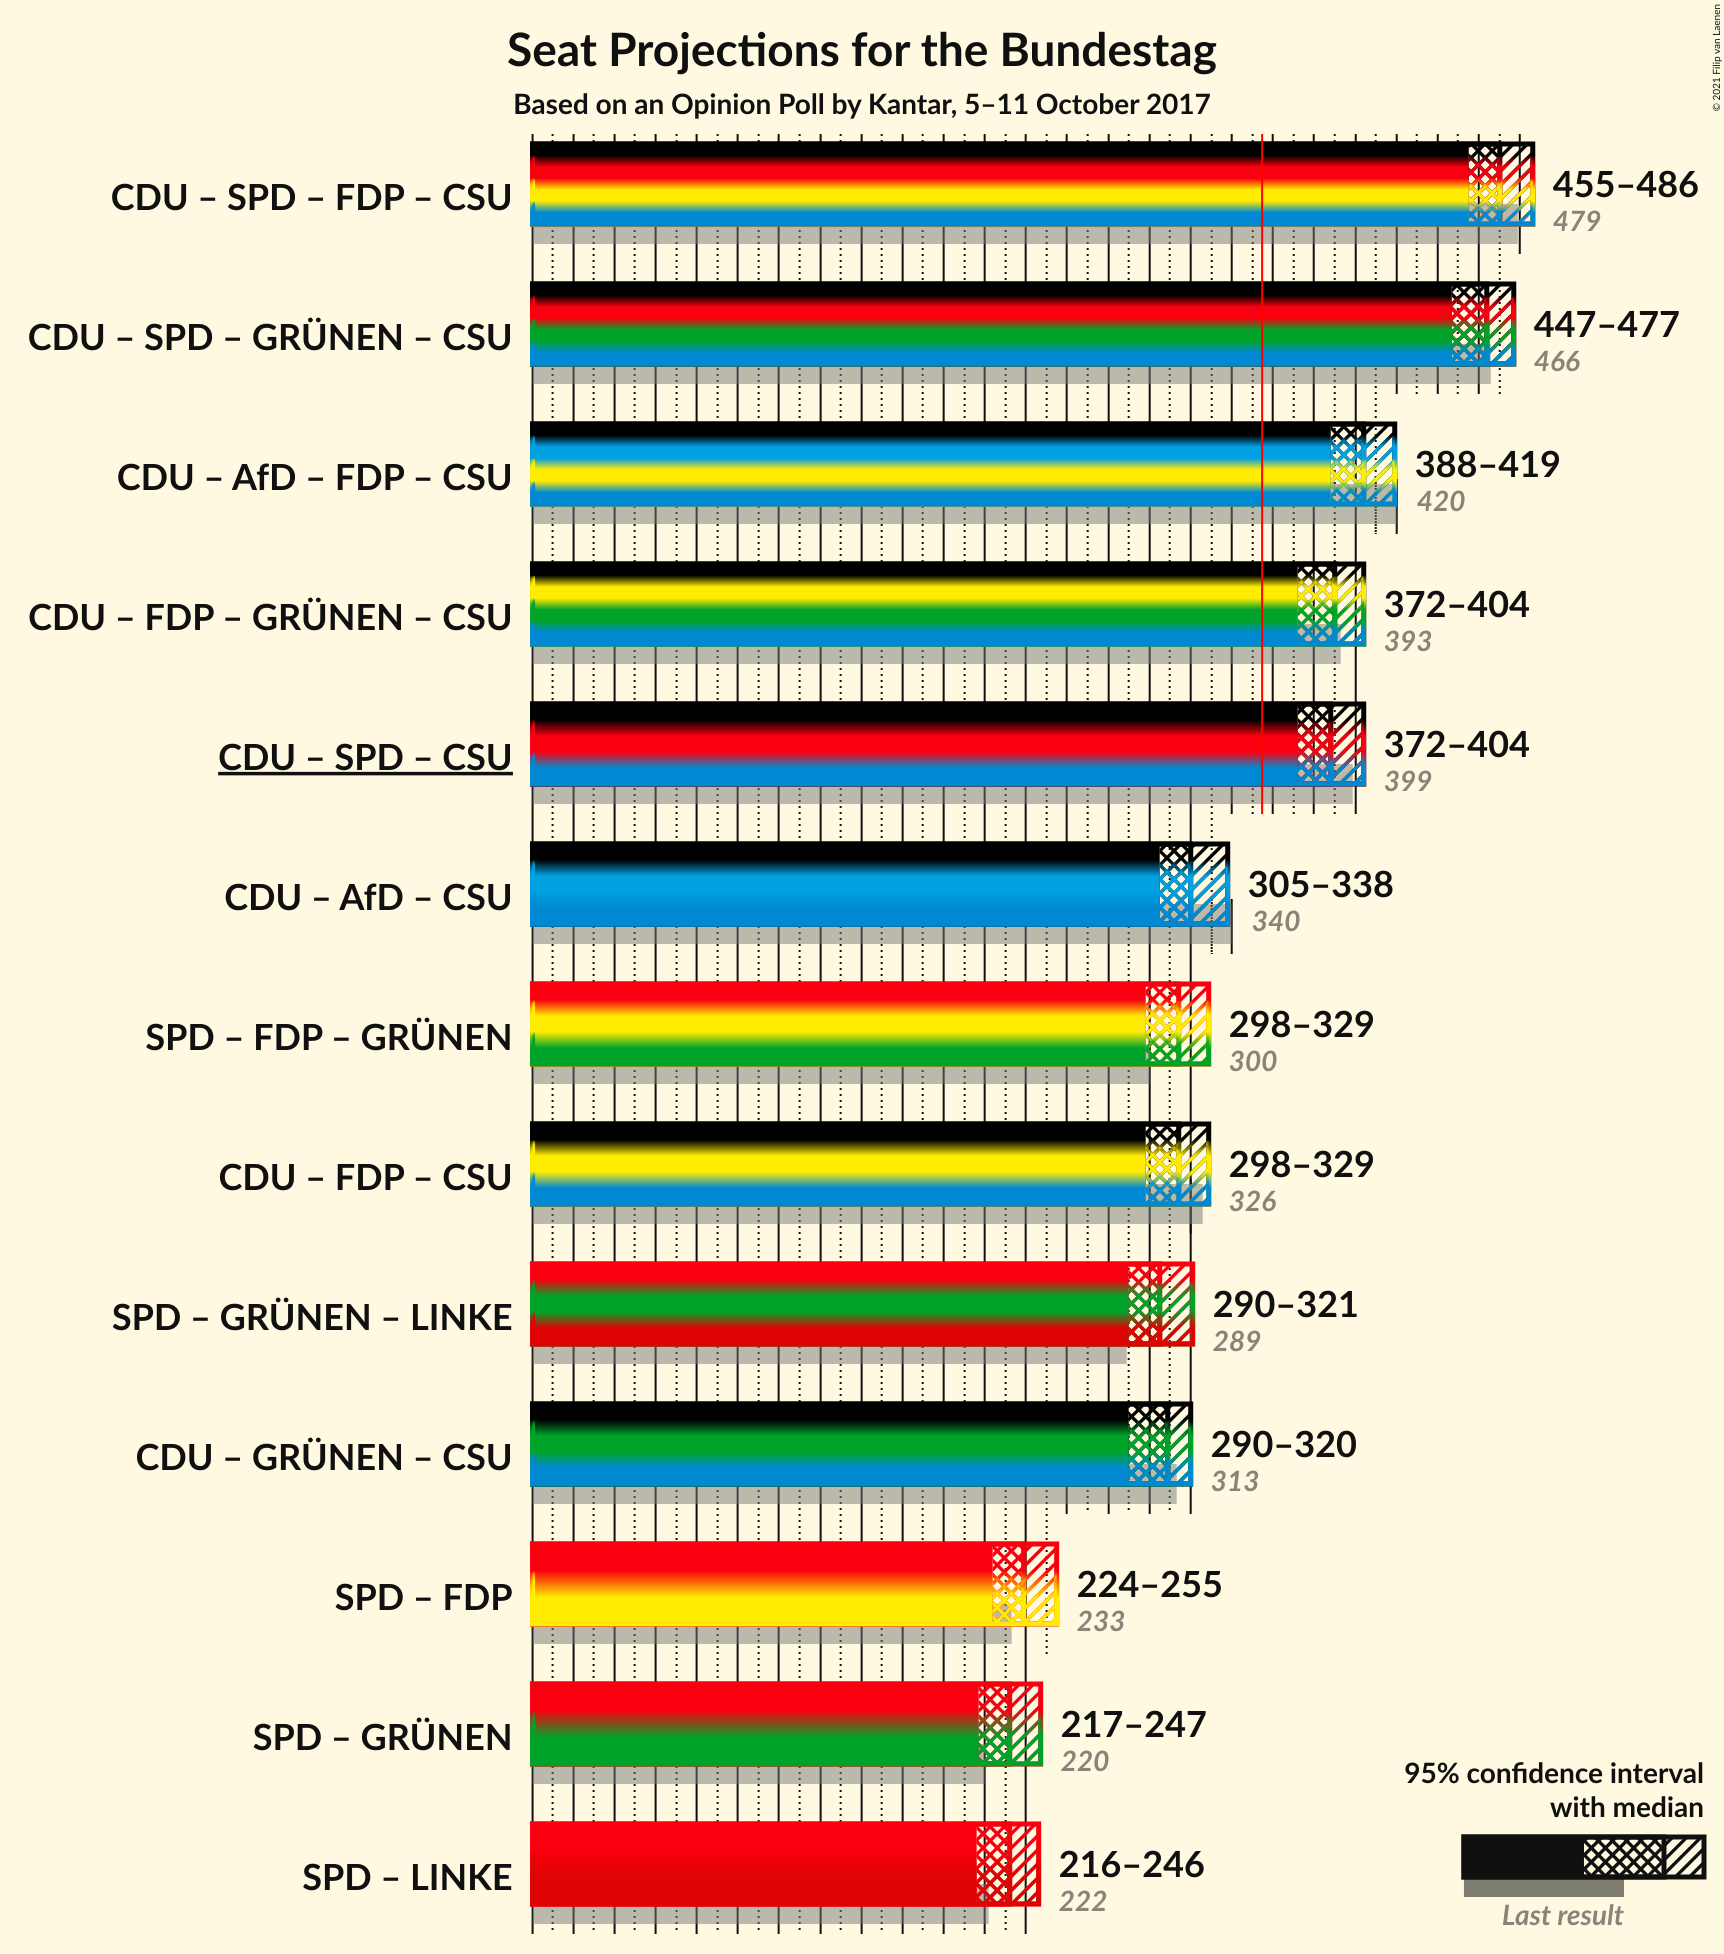 © 2021 Filip van Laenen
Seat Projections for the Bundestag
Based on an Opinion Poll by Kantar, 5–11 October 2017
CDU – SPD – FDP – CSU
455–486
479
CDU – SPD – GRÜNEN – CSU
447–477
466
CDU – AfD – FDP – CSU
388–419
420
CDU – FDP – GRÜNEN – CSU
372–404
393
CDU – SPD – CSU
372–404
399
CDU – AfD – CSU
305–338
340
SPD – FDP – GRÜNEN
298–329
300
CDU – FDP – CSU
298–329
326
SPD – GRÜNEN – LINKE
290–321
289
CDU – GRÜNEN – CSU
290–320
313
SPD – FDP
224–255
233
SPD – GRÜNEN
217–247
220
SPD – LINKE
216–246
222
95% confidence interval
with median
Last result